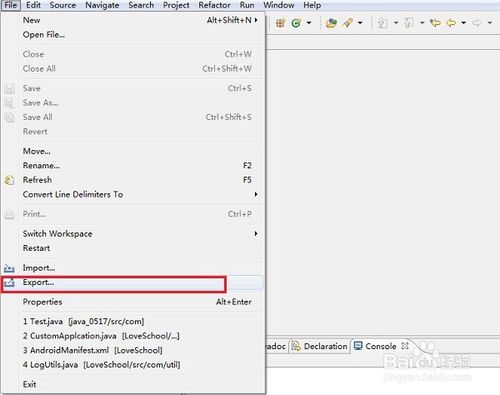 File Edit Source Navigate Search Project Refactor Run Window Help
New Alt+Shift+N
Open File...
Close Ctrl+W
Close All Ctrl+Shift+W
Save Ctrl+S
Save As...
Save All Ctrl+Shift+S
Revert
Move...
Rename... F2
Refresh F5
Convert Line Delimiters To
Print... Ctrl+P
Switch Workspace
Restart
Import...
Export...
Properties Alt+Enter
1 Test.java [java_0517/src/com]
2 CustomApplcation.java [LoveSchool/...]
3 AndroidManifest.xml [LoveSchool]
4 LogUtils.java [LoveSchool/src/com/util]
Exit
vadoc Declaration Console
Baidu 经验
jingyan.baidu.com